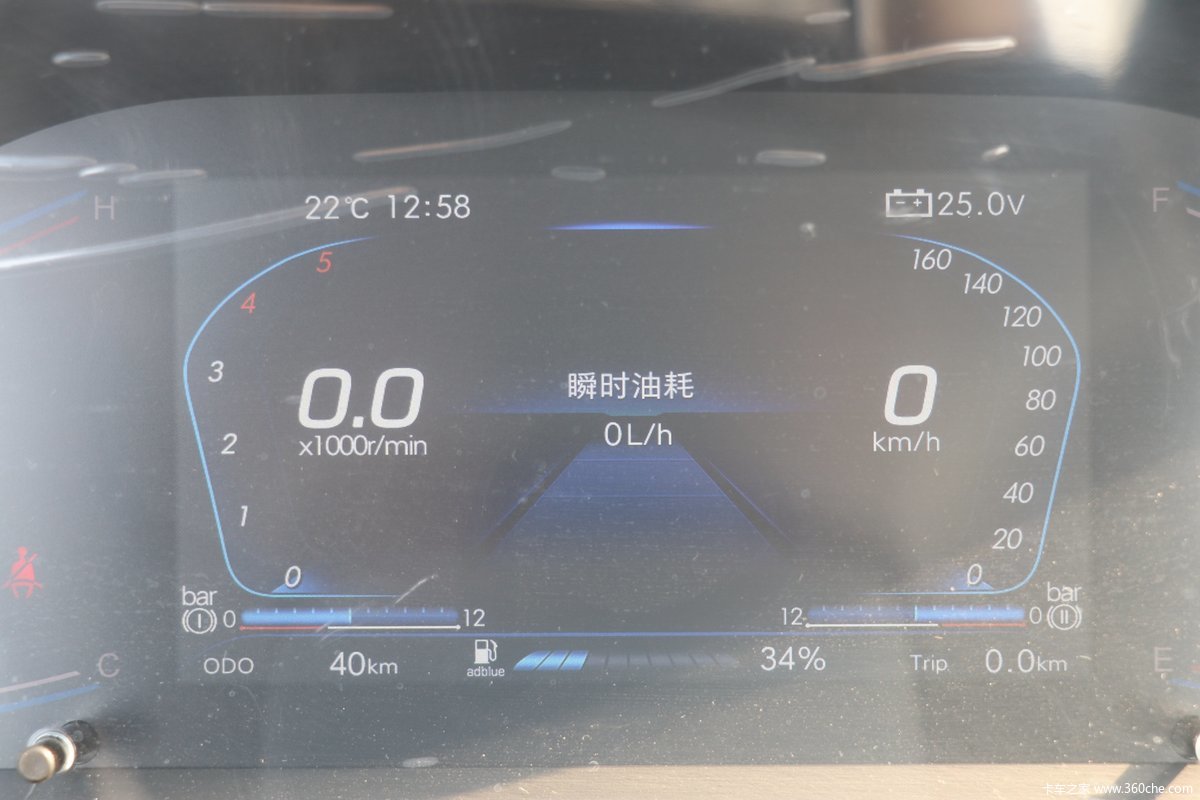 H
22℃ 12:58
25.0V
F
5
4
3
2
1
0
160
140
120
100
80
60
40
20
0
0.0
x1000r/min
瞬时油耗
0L/h
0
km/h
bar
0 12
12 0
bar
ODO 40km
adblue
34%
Trip 0.0km
C
E
卡车之家 www.360che.com